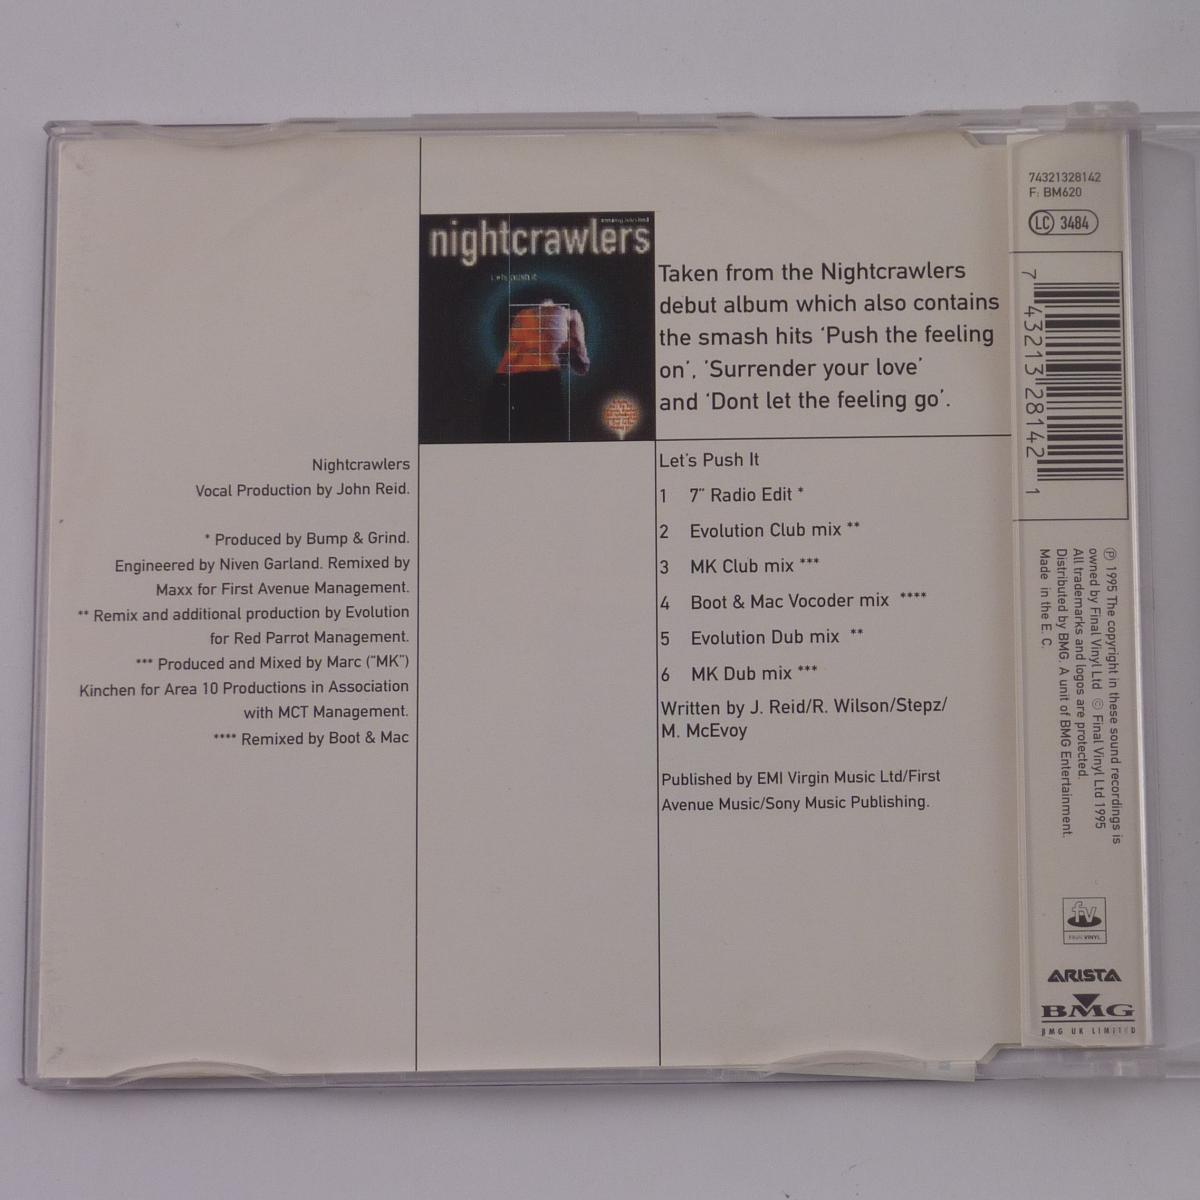 nightcrawlers
Let's push it
Taken from the Nightcrawlers
debut album which also contains
the smash hits ‘Push the feeling
on’, ‘Surrender your love’
and ‘Dont let the feeling go’.
Nightcrawlers
Vocal Production by John Reid.
* Produced by Bump & Grind.
Engineered by Niven Garland. Remixed by
Maxx for First Avenue Management.
** Remix and additional production by Evolution
for Red Parrot Management.
*** Produced and Mixed by Marc (“MK”)
Kinchen for Area 10 Productions in Association
with MCT Management.
**** Remixed by Boot & Mac
Let's Push It
1 7" Radio Edit *
2 Evolution Club mix **
3 MK Club mix ***
4 Boot & Mac Vocoder mix ****
5 Evolution Dub mix **
6 MK Dub mix ***
Written by J. Reid/R. Wilson/Stepz/
M. McEvoy
Published by EMI Virgin Music Ltd/First
Avenue Music/Sony Music Publishing.
74321328142
F: BM620
LC 3484
7 43213 28142 1
℗ 1995 The copyright in these sound recordings is
owned by Final Vinyl Ltd © Final Vinyl Ltd 1995
All trademarks and logos are protected.
Distributed by BMG. A unit of BMG Entertainment.
Made in the E. C.
fv
FINAL VINYL
ARISTA
BMG
BMG UK LIMITED